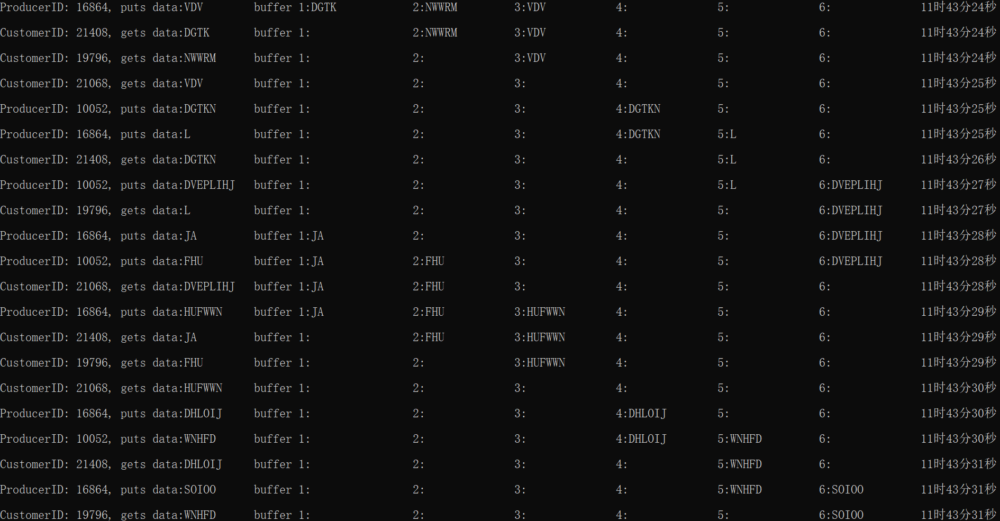 ProducerID: 16864, puts data:VDV buffer 1:DGTK 2:NWWRM 3:VDV 4: 5: 6: 11时43分24秒
CustomerID: 21408, gets data:DGTK buffer 1: 2:NWWRM 3:VDV 4: 5: 6: 11时43分24秒
CustomerID: 19796, gets data:NWWRM buffer 1: 2: 3:VDV 4: 5: 6: 11时43分24秒
CustomerID: 21068, gets data:VDV buffer 1: 2: 3: 4: 5: 6: 11时43分25秒
ProducerID: 10052, puts data:DGTKN buffer 1: 2: 3: 4:DGTKN 5: 6: 11时43分25秒
ProducerID: 16864, puts data:L buffer 1: 2: 3: 4:DGTKN 5:L 6: 11时43分25秒
CustomerID: 21408, gets data:DGTKN buffer 1: 2: 3: 4: 5:L 6: 11时43分26秒
ProducerID: 10052, puts data:DVEPLIHJ buffer 1: 2: 3: 4: 5:L 6:DVEPLIHJ 11时43分27秒
CustomerID: 19796, gets data:L buffer 1: 2: 3: 4: 5: 6:DVEPLIHJ 11时43分27秒
ProducerID: 16864, puts data:JA buffer 1:JA 2: 3: 4: 5: 6:DVEPLIHJ 11时43分28秒
ProducerID: 10052, puts data:FHU buffer 1:JA 2:FHU 3: 4: 5: 6:DVEPLIHJ 11时43分28秒
CustomerID: 21068, gets data:DVEPLIHJ buffer 1:JA 2:FHU 3: 4: 5: 6: 11时43分28秒
ProducerID: 16864, puts data:HUFWWN buffer 1:JA 2:FHU 3:HUFWWN 4: 5: 6: 11时43分29秒
CustomerID: 21408, gets data:JA buffer 1: 2:FHU 3:HUFWWN 4: 5: 6: 11时43分29秒
CustomerID: 19796, gets data:FHU buffer 1: 2: 3:HUFWWN 4: 5: 6: 11时43分29秒
CustomerID: 21068, gets data:HUFWWN buffer 1: 2: 3: 4: 5: 6: 11时43分30秒
ProducerID: 16864, puts data:DHLOIJ buffer 1: 2: 3: 4:DHLOIJ 5: 6: 11时43分30秒
ProducerID: 10052, puts data:WNHFD buffer 1: 2: 3: 4:DHLOIJ 5:WNHFD 6: 11时43分30秒
CustomerID: 21408, gets data:DHLOIJ buffer 1: 2: 3: 4: 5:WNHFD 6: 11时43分31秒
ProducerID: 16864, puts data:SOIOO buffer 1: 2: 3: 4: 5:WNHFD 6:SOIOO 11时43分31秒
CustomerID: 19796, gets data:WNHFD buffer 1: 2: 3: 4: 5: 6:SOIOO 11时43分31秒